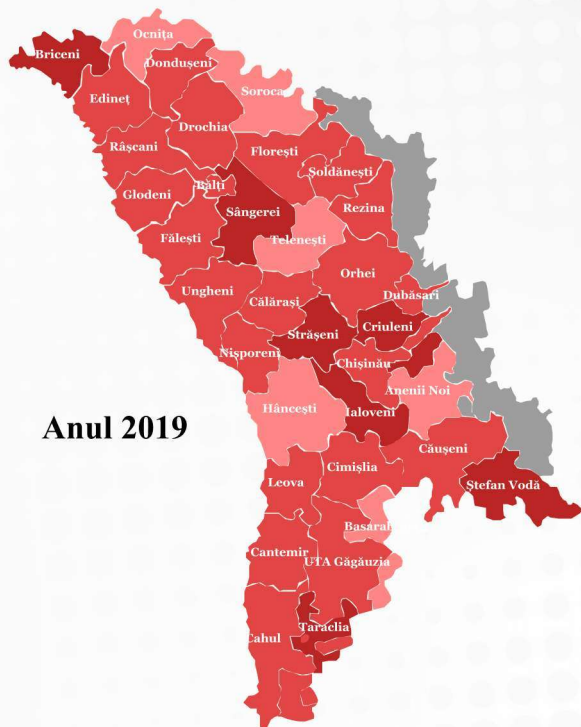 Ocnița
Briceni
Dondușeni
Edineț
Soroca
Drochia
Râșcani
Florești
Șoldănești
Bălți
Glodeni
Sângerei
Rezina
Fălești
Telenești
Orhei
Ungheni
Călărași
Dubăsari
Strășeni
Criuleni
Nisporeni
Chișinău
Anenii Noi
Hâncești
Ialoveni
Anul 2019
Căușeni
Cimișlia
Leova
Ștefan Vodă
Basarab
Cantemir
UTA Găgăuzia
Taraclia
Cahul